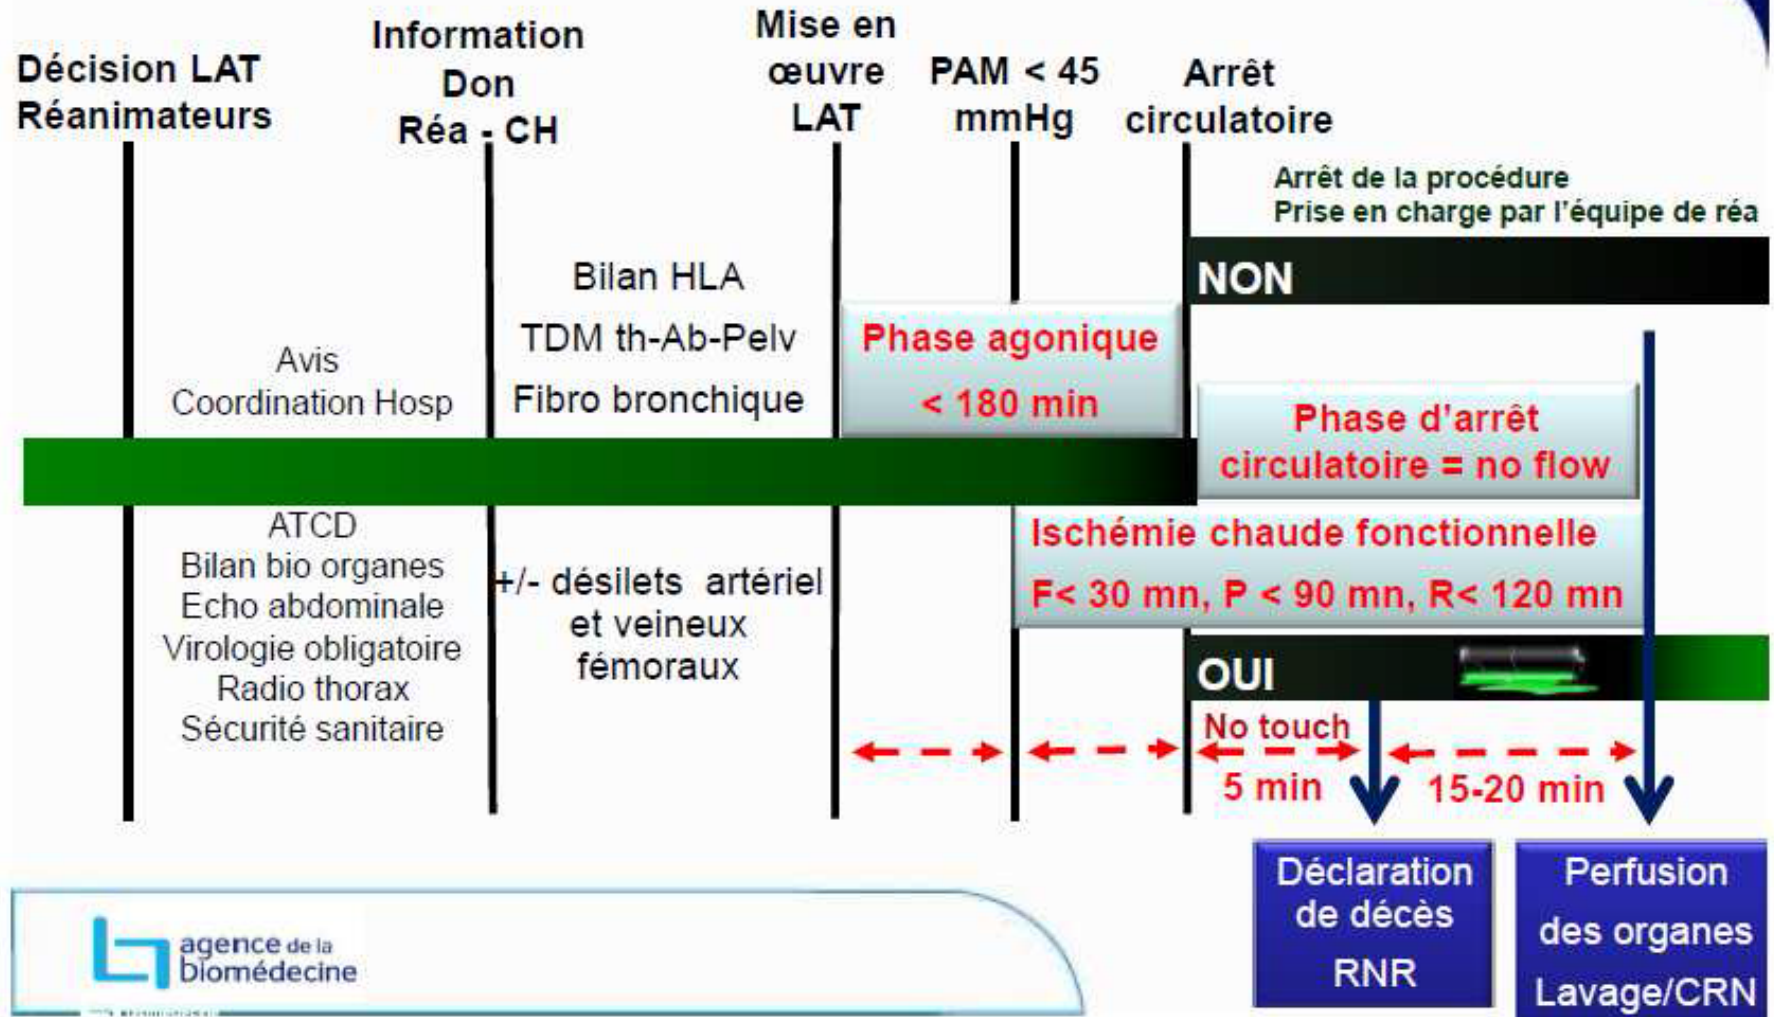 Décision LAT
Réanimateurs
Information
Don
Réa - CH
Mise en
œuvre
LAT
PAM < 45
mmHg
Arrêt
circulatoire
Arrêt de la procédure
Prise en charge par l'équipe de réa
NON
Avis
Coordination Hosp
Bilan HLA
TDM th-Ab-Pelv
Fibro bronchique
Phase agonique
< 180 min
Phase d'arrêt
circulatoire = no flow
ATCD
Bilan bio organes
Echo abdominale
Virologie obligatoire
Radio thorax
Sécurité sanitaire
+/- désilets artériel
et veineux
fémoraux
Ischémie chaude fonctionnelle
F< 30 mn, P < 90 mn, R< 120 mn
OUI
No touch
5 min
15-20 min
Déclaration
de décès
RNR
Perfusion
des organes
Lavage/CRN
agence de la
biomédecine